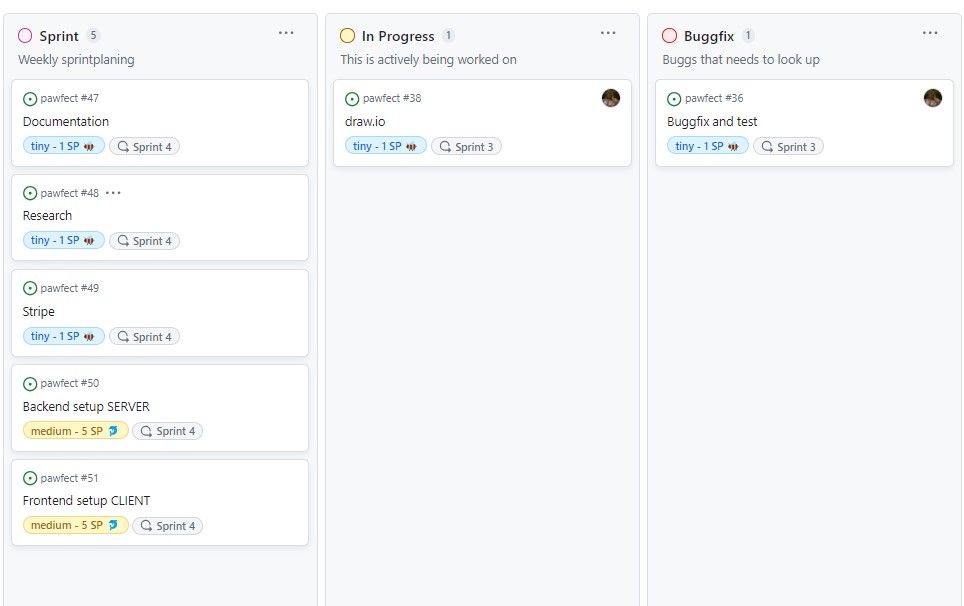 Sprint 5
Weekly sprintplaning
pawfect #47
Documentation
tiny - 1 SP Sprint 4
pawfect #48
Research
tiny - 1 SP Sprint 4
pawfect #49
Stripe
tiny - 1 SP Sprint 4
pawfect #50
Backend setup SERVER
medium - 5 SP Sprint 4
pawfect #51
Frontend setup CLIENT
medium - 5 SP Sprint 4
In Progress 1
This is actively being worked on
pawfect #38
draw.io
tiny - 1 SP Sprint 3
Buggfix 1
Buggs that needs to look up
pawfect #36
Buggfix and test
tiny - 1 SP Sprint 3